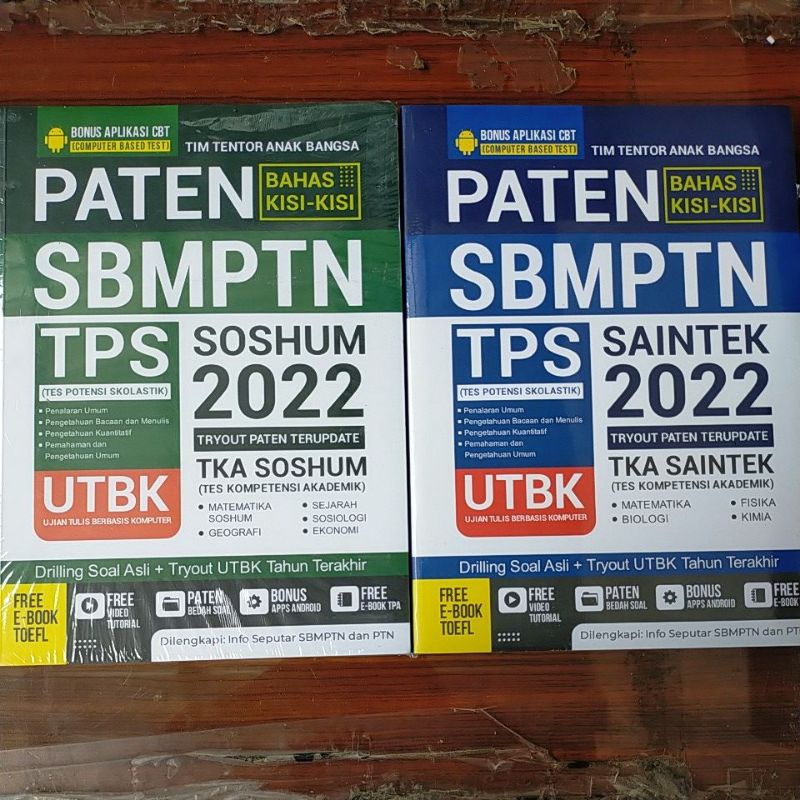 BONUS APLIKASI CBT
(COMPUTER BASED TEST)
TIM TENTOR ANAK BANGSA
PATEN
BAHAS
KISI-KISI
SBMPTN
TPS
(TES POTENSI SKOLASTIK)
Penalaran Umum
Pengetahuan Bacaan dan Menulis
Pengetahuan Kuantitatif
Pemahaman dan
Pengetahuan Umum
UTBK
UJIAN TULIS BERBASIS KOMPUTER
SOSHUM
2022
TRYOUT PATEN TERUPDATE
TKA SOSHUM
(TES KOMPETENSI AKADEMIK)
MATEMATIKA
SOSHUM
GEOGRAFI
SEJARAH
SOSIOLOGI
EKONOMI
Drilling Soal Asli + Tryout UTBK Tahun Terakhir
FREE
E-BOOK
TOEFL
FREE
VIDEO
TUTORIAL
PATEN
BEDAH SOAL
BONUS
APPS ANDROID
FREE
E-BOOK TPA
Dilengkapi: Info Seputar SBMPTN dan PTN
BONUS APLIKASI CBT
(COMPUTER BASED TEST)
TIM TENTOR ANAK BANGSA
PATEN
BAHAS
KISI-KISI
SBMPTN
TPS
(TES POTENSI SKOLASTIK)
Penalaran Umum
Pengetahuan Bacaan dan Menulis
Pengetahuan Kuantitatif
Pemahaman dan
Pengetahuan Umum
UTBK
UJIAN TULIS BERBASIS KOMPUTER
SAINTEK
2022
TRYOUT PATEN TERUPDATE
TKA SAINTEK
(TES KOMPETENSI AKADEMIK)
MATEMATIKA
BIOLOGI
FISIKA
KIMIA
Drilling Soal Asli + Tryout UTBK Tahun Terakhir
FREE
E-BOOK
TOEFL
FREE
VIDEO
TUTORIAL
PATEN
BEDAH SOAL
BONUS
APPS ANDROID
FREE
E-BOOK
Dilengkapi: Info Seputar SBMPTN dan PT